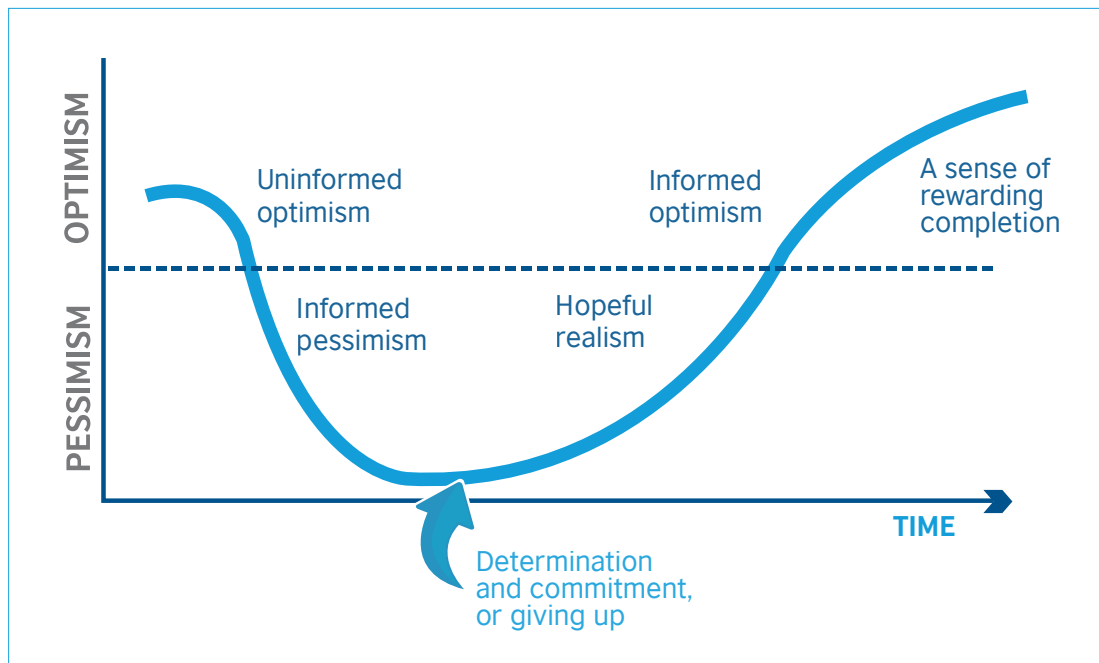 OPTIMISM
PESSIMISM
Uninformed
optimism
Informed
pessimism
Hopeful
realism
Informed
optimism
A sense of
rewarding
completion
TIME
Determination
and commitment,
or giving up